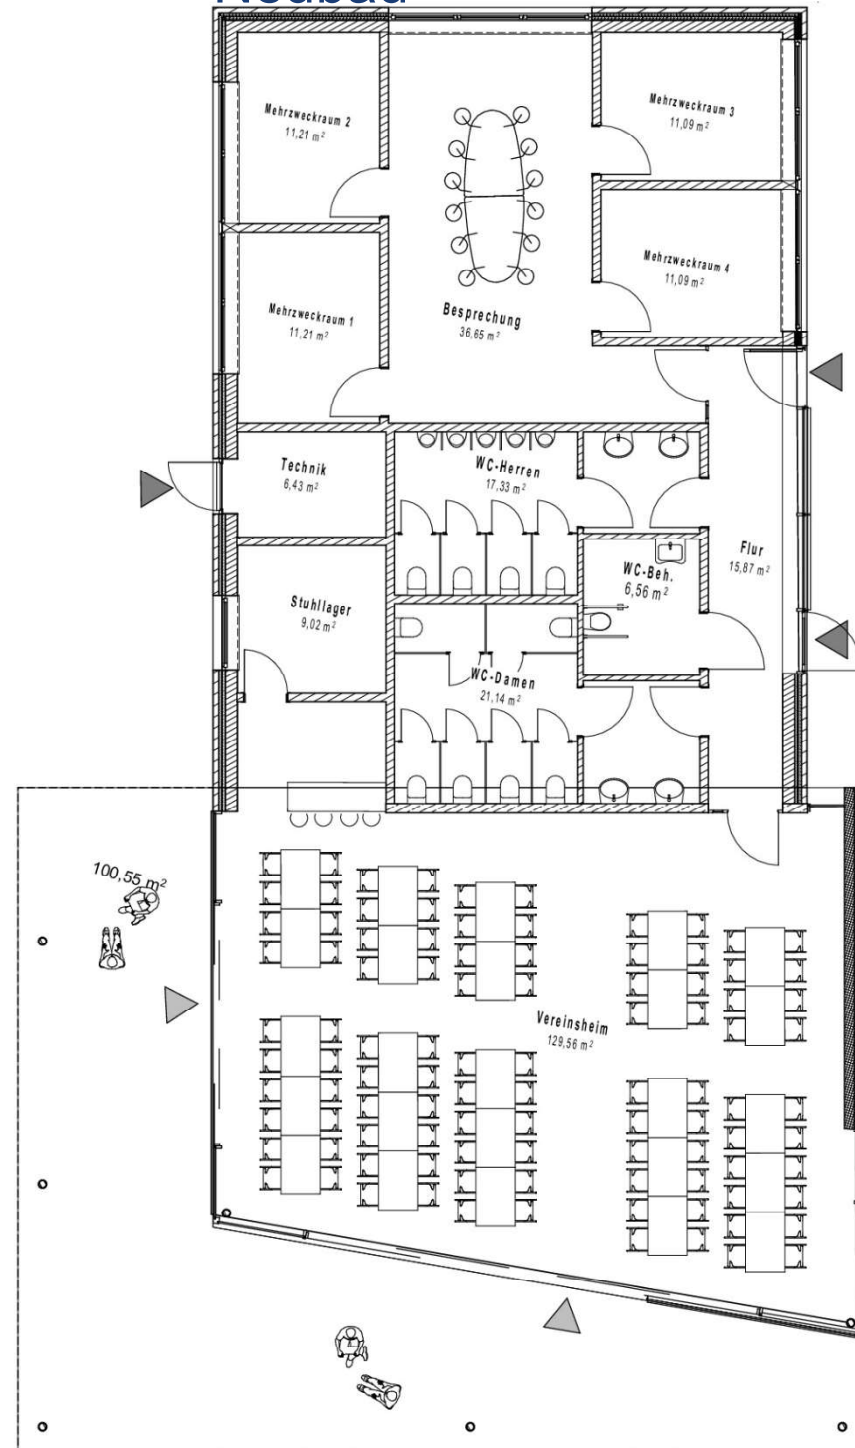 Neubau
Mehrzweckraum 2
11,21 m²
Mehrzweckraum 3
11,09 m²
Mehrzweckraum 4
11,09 m²
Mehrzweckraum 1
11,21 m²
Besprechung
36,65 m²
Technik
6,43 m²
WC-Herren
17,33 m²
Flur
15,87 m²
WC-Beh.
6,56 m²
Stuhllager
9,02 m²
WC-Damen
21,14 m²
100,55 m²
Vereinsheim
129,56 m²